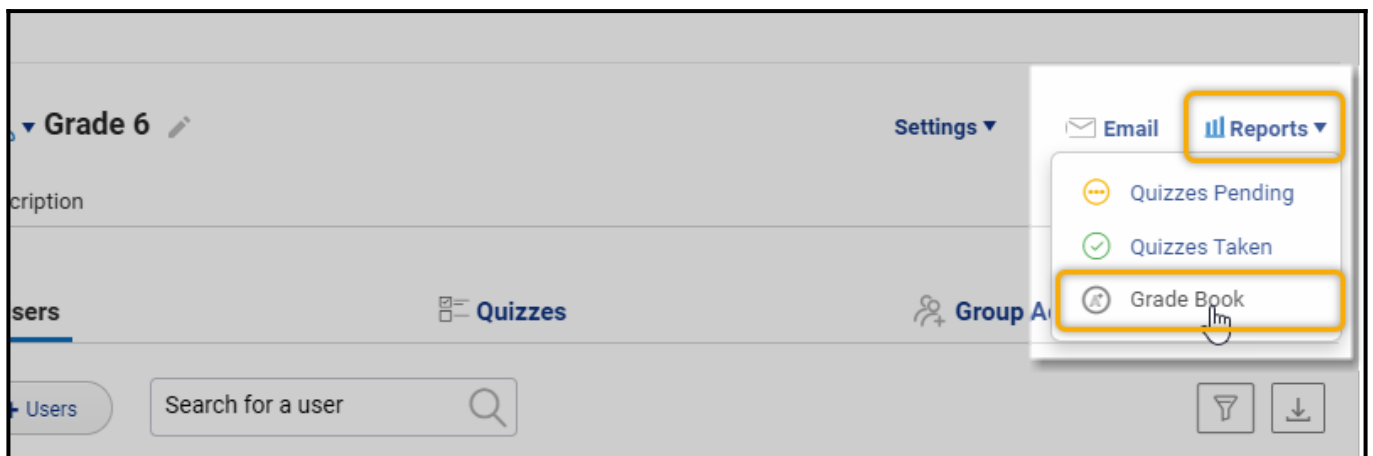 Grade 6
Settings
Email
Reports
cription
Quizzes Pending
Quizzes Taken
Grade Book
sers
Quizzes
Group A
Users
Search for a user